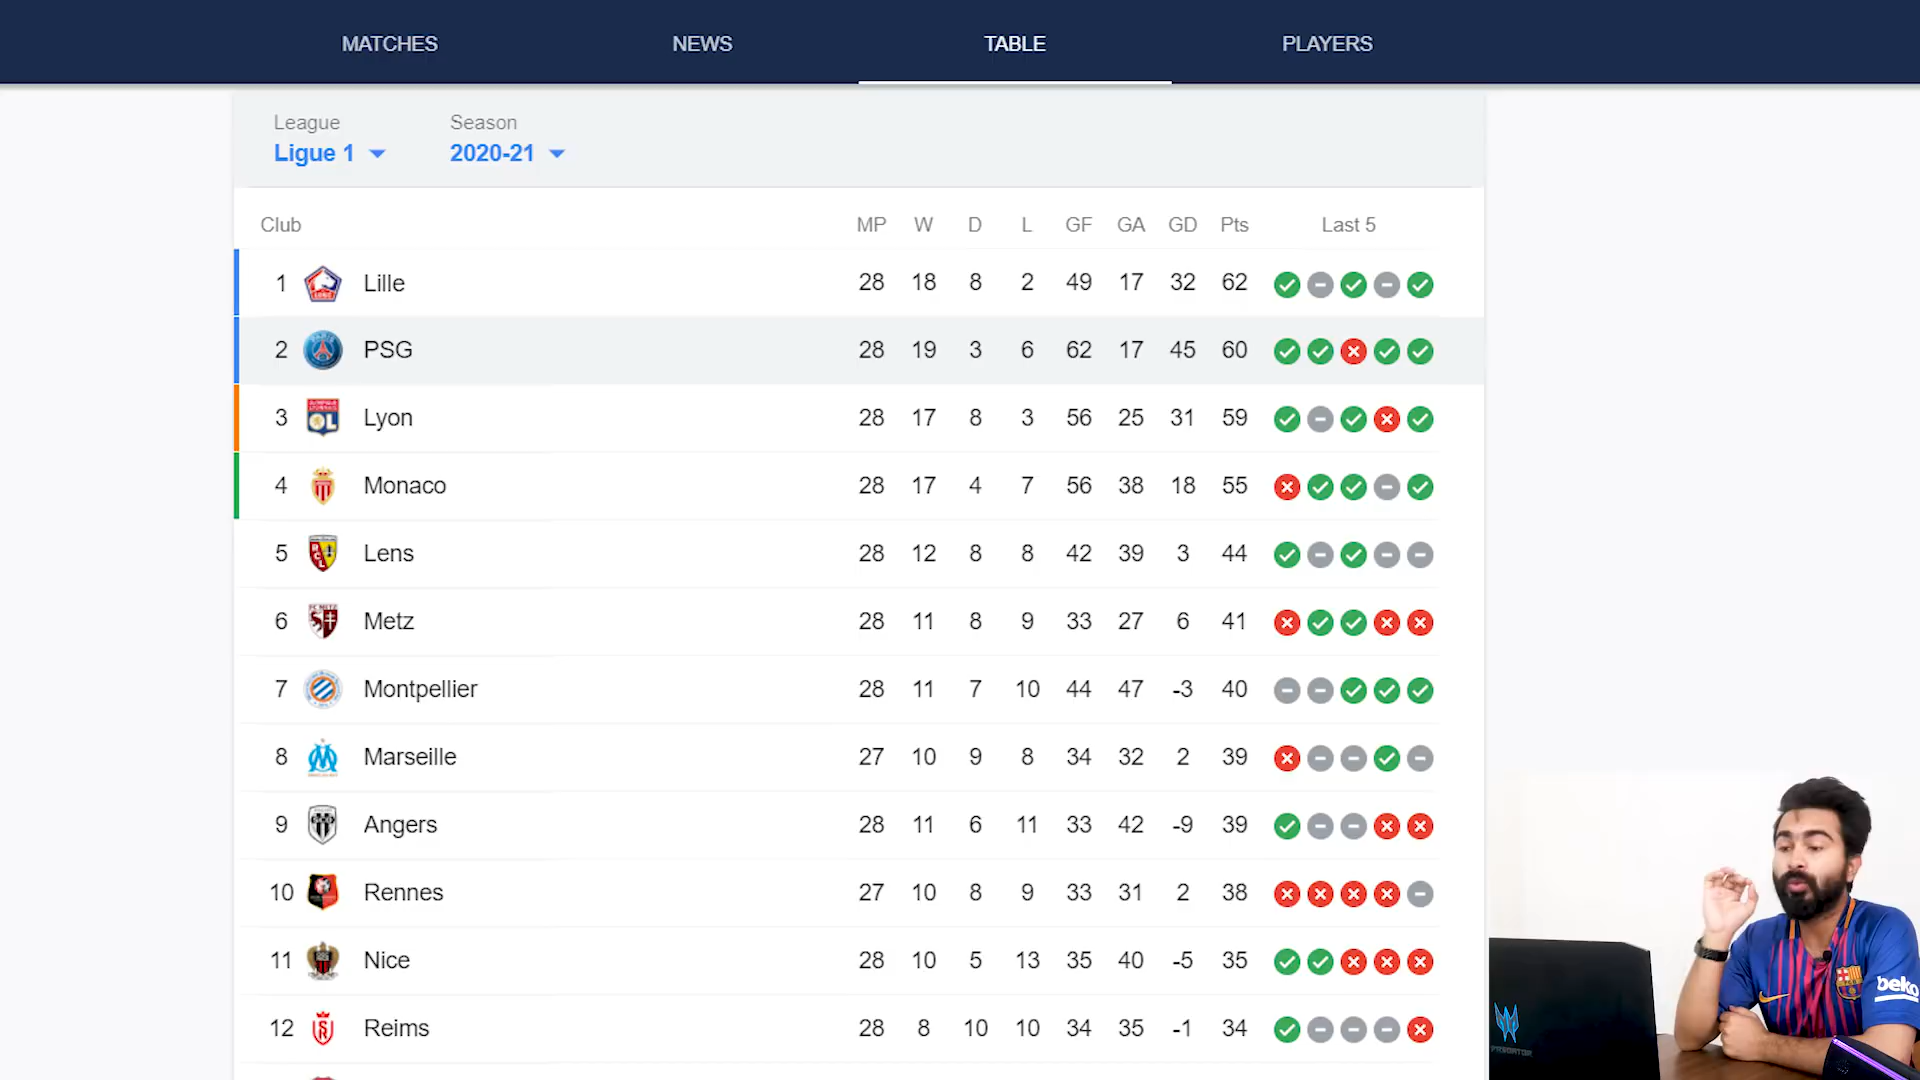 MATCHES NEWS TABLE PLAYERS
League Season
Ligue 1 2020-21
Club MP W D L GF GA GD Pts Last 5
1 Lille 28 18 8 2 49 17 32 62
2 PSG 28 19 3 6 62 17 45 60
3 Lyon 28 17 8 3 56 25 31 59
4 Monaco 28 17 4 7 56 38 18 55
5 Lens 28 12 8 8 42 39 3 44
6 Metz 28 11 8 9 33 27 6 41
7 Montpellier 28 11 7 10 44 47 -3 40
8 Marseille 27 10 9 8 34 32 2 39
9 Angers 28 11 6 11 33 42 -9 39
10 Rennes 27 10 8 9 33 31 2 38
11 Nice 28 10 5 13 35 40 -5 35
12 Reims 28 8 10 10 34 35 -1 34
beko
PREDATOR